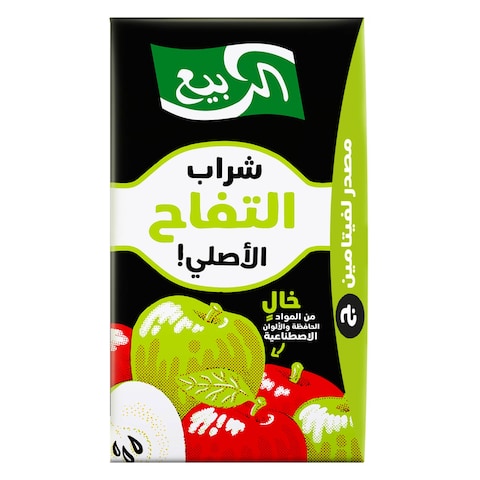 الربيع
شراب
التفاح
الأصلي!
خالٍ
من المواد
الحافظة والألوان
الاصطناعية
مصدر لفيتامين ج